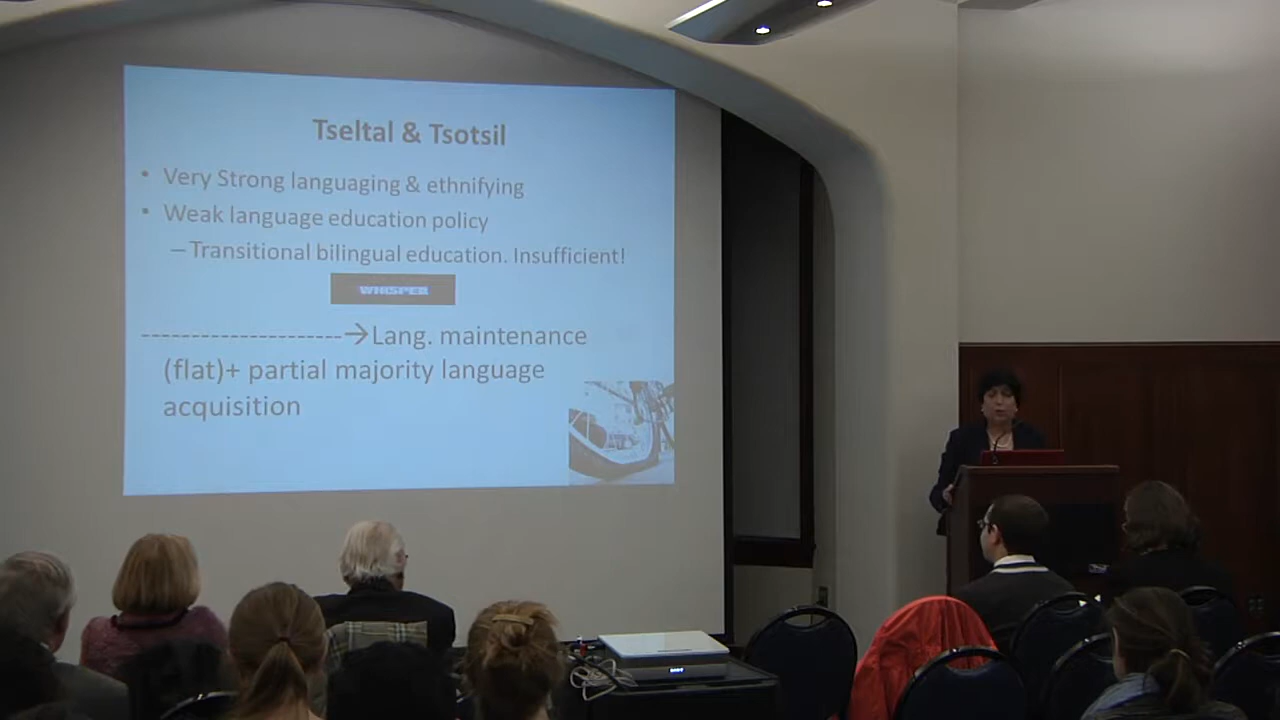 Tseltal & Tsotsil
• Very Strong languaging & ethnifying
• Weak language education policy
– Transitional bilingual education. Insufficient!
WHISPER
--------------------→Lang. maintenance
(flat)+ partial majority language
acquisition